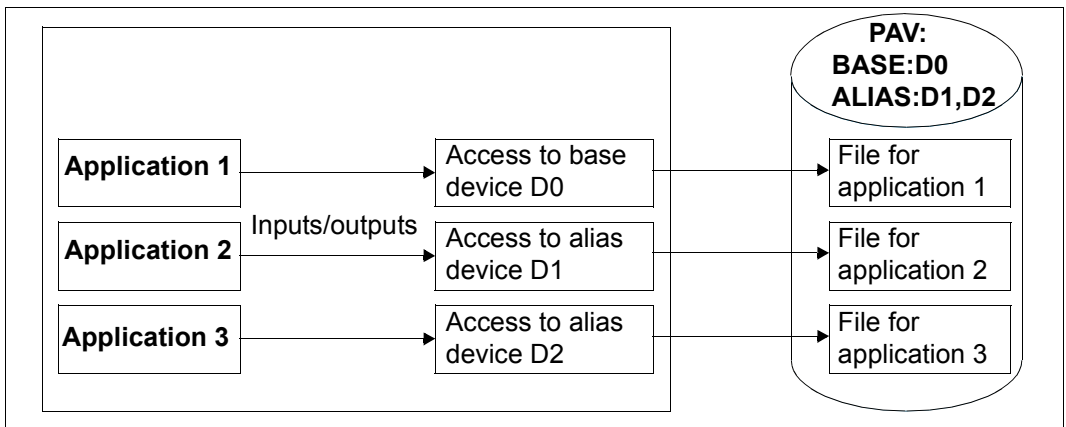 PAV:
BASE:D0
ALIAS:D1,D2
Application 1
Access to base
device D0
File for
application 1
Inputs/outputs
Application 2
Access to alias
device D1
File for
application 2
Application 3
Access to alias
device D2
File for
application 3